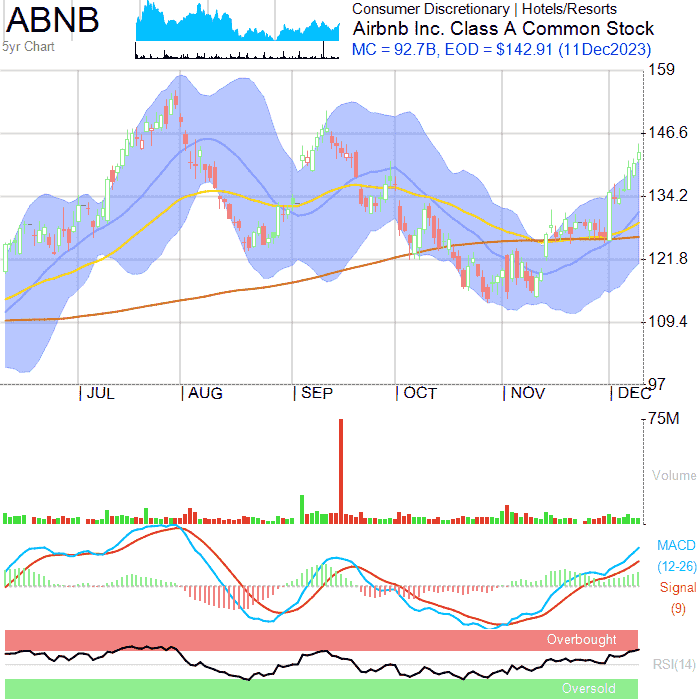 ABNB
5yr Chart
Consumer Discretionary | Hotels/Resorts
Airbnb Inc. Class A Common Stock
MC = 92.7B, EOD = $142.91 (11Dec2023)
159
146.6
134.2
121.8
109.4
97
| JUL | AUG | SEP | OCT | NOV | DEC
75M
Volume
MACD
(12-26)
Signal
(9)
Overbought
RSI(14)
Oversold